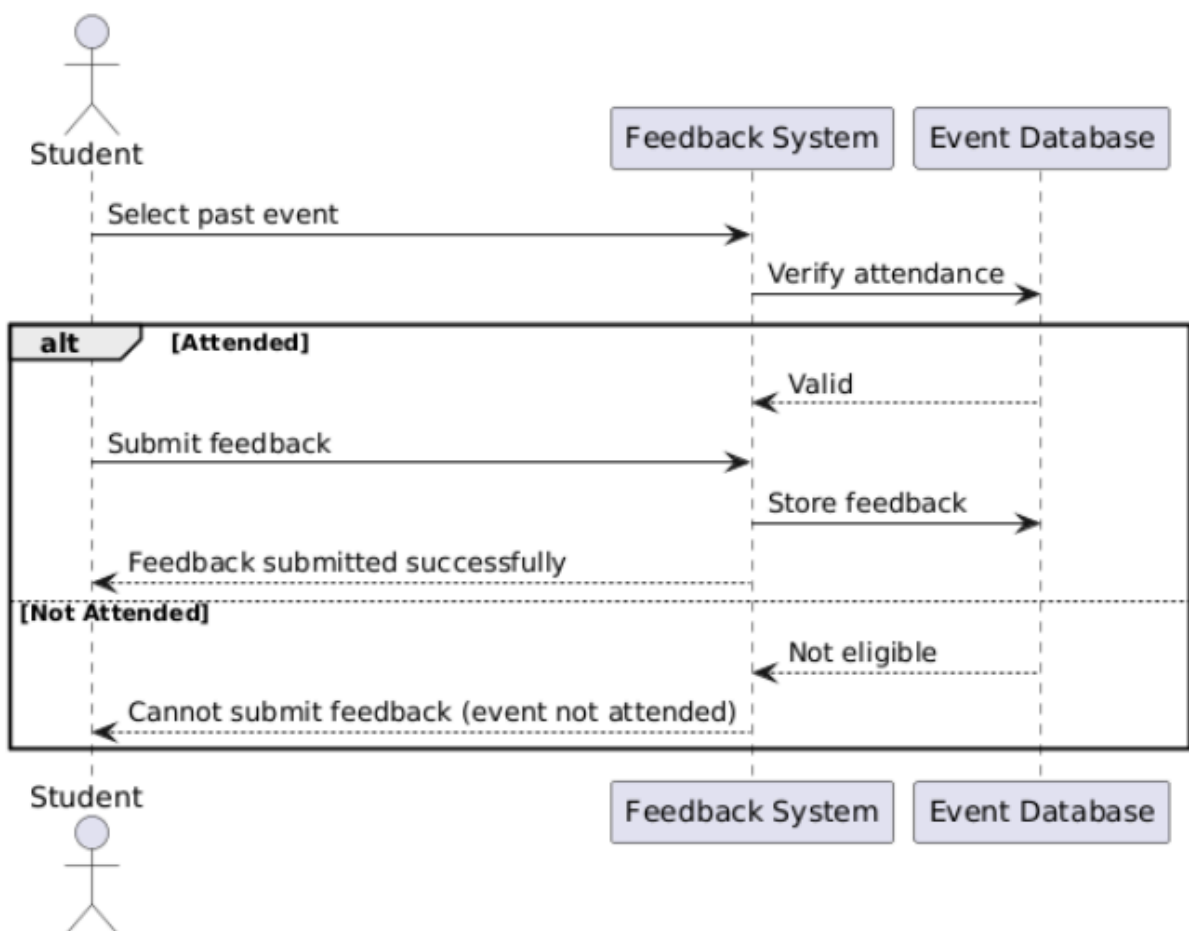 Student
Feedback System
Event Database
Select past event
Verify attendance
alt [Attended]
Valid
Submit feedback
Store feedback
Feedback submitted successfully
[Not Attended]
Not eligible
Cannot submit feedback (event not attended)
Student
Feedback System
Event Database